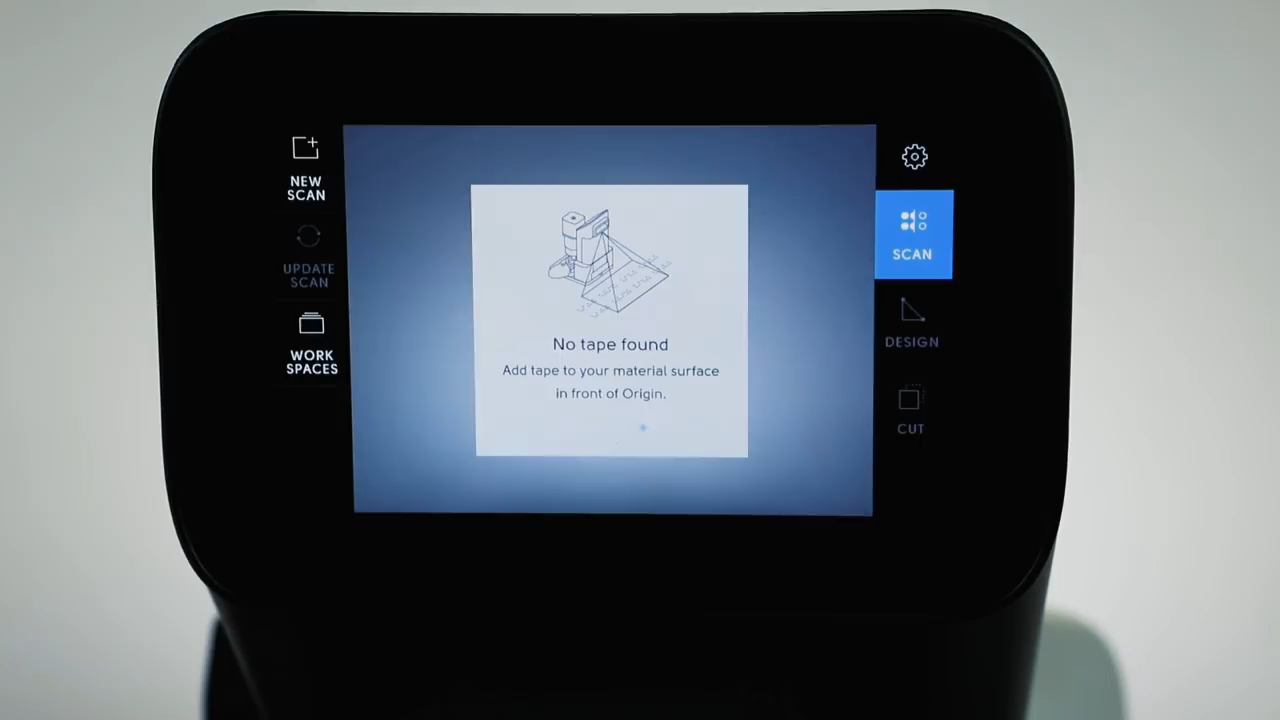 NEW
SCAN
UPDATE
SCAN
WORK
SPACES
No tape found
Add tape to your material surface
in front of Origin.
SCAN
DESIGN
CUT